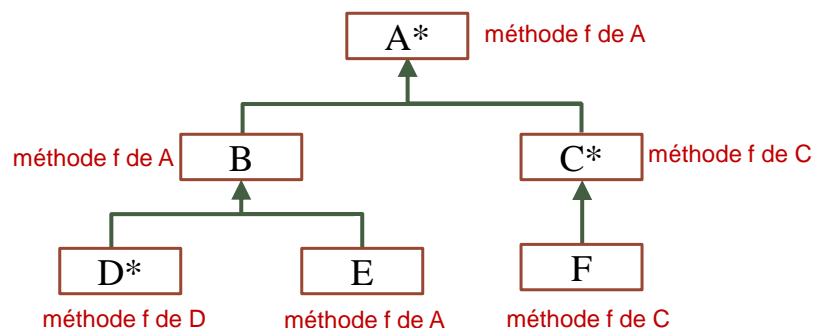 A*
méthode f de A
méthode f de A
B
C*
méthode f de C
D*
E
F
méthode f de D
méthode f de A
méthode f de C